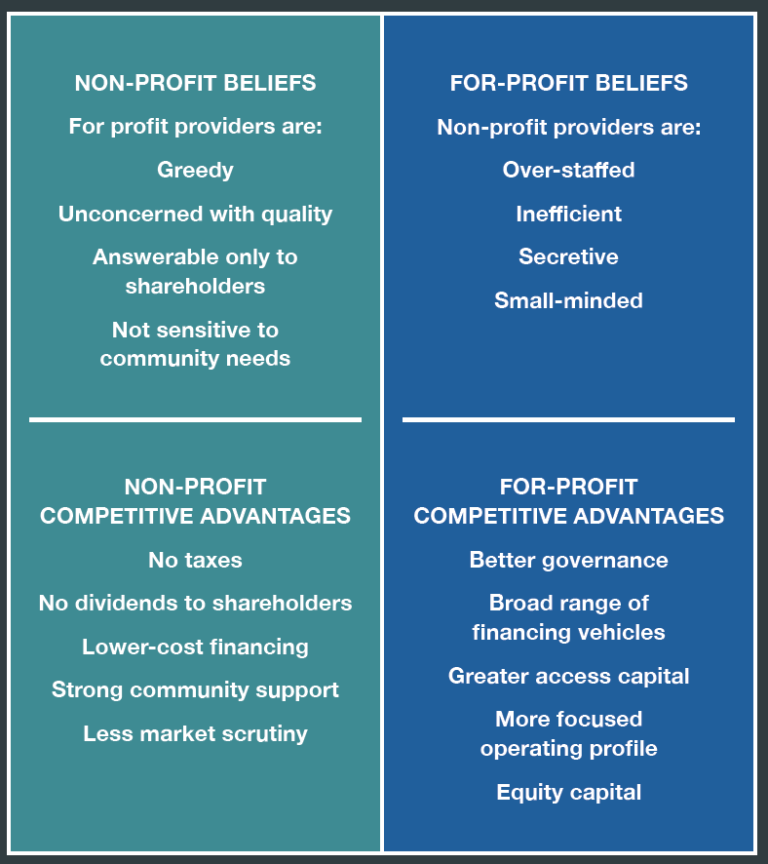 NON-PROFIT BELIEFS
For profit providers are:
Greedy
Unconcerned with quality
Answerable only to
shareholders
Not sensitive to
community needs
NON-PROFIT
COMPETITIVE ADVANTAGES
No taxes
No dividends to shareholders
Lower-cost financing
Strong community support
Less market scrutiny
FOR-PROFIT BELIEFS
Non-profit providers are:
Over-staffed
Inefficient
Secretive
Small-minded
FOR-PROFIT
COMPETITIVE ADVANTAGES
Better governance
Broad range of
financing vehicles
Greater access capital
More focused
operating profile
Equity capital